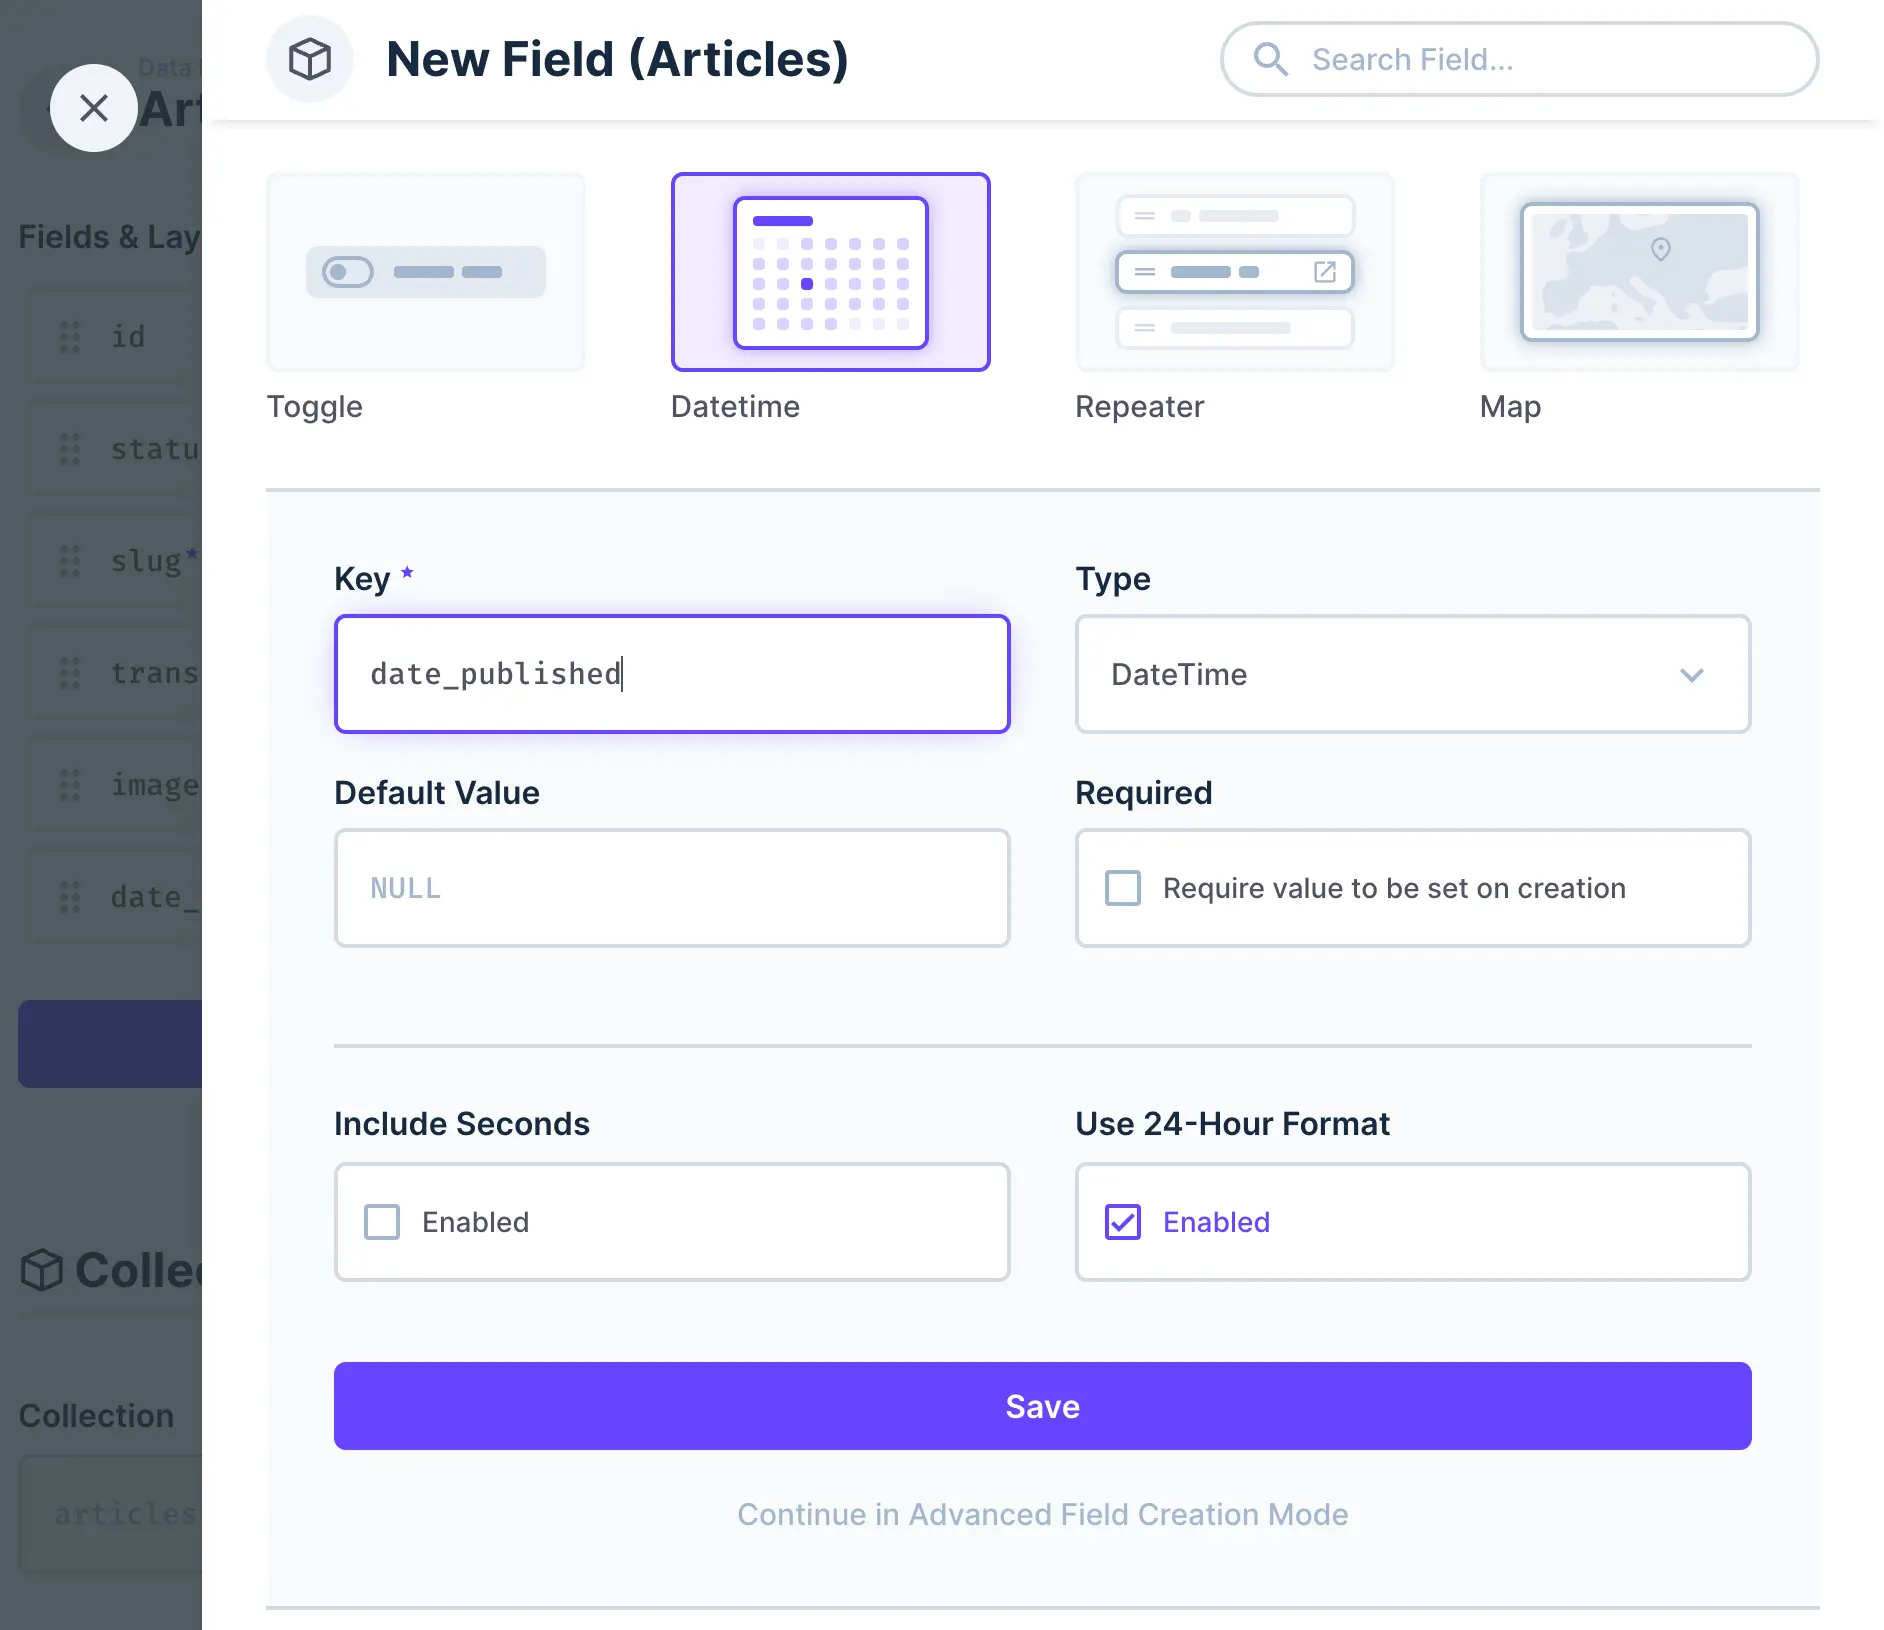 New Field (Articles)
Search Field...
Data
Art
Fields & Lay
id
statu
slug*
trans
image
date_
Collec
Collection
articles
Toggle
Datetime
Repeater
Map
Key *
Type
date_published
DateTime
Default Value
Required
NULL
Require value to be set on creation
Include Seconds
Use 24-Hour Format
Enabled
Enabled
Save
Continue in Advanced Field Creation Mode